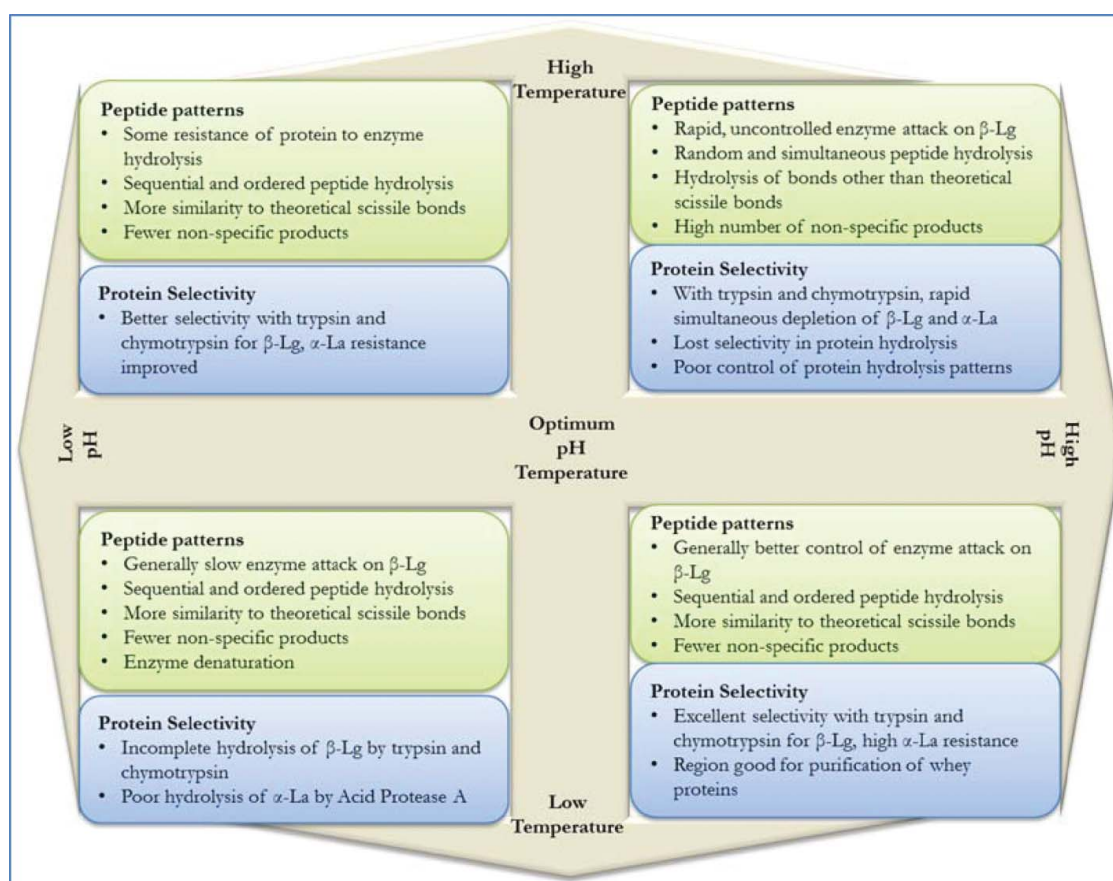 High
Temperature
Peptide patterns
• Some resistance of protein to enzyme
hydrolysis
• Sequential and ordered peptide hydrolysis
• More similarity to theoretical scissile bonds
• Fewer non-specific products
Protein Selectivity
• Better selectivity with trypsin and
chymotrypsin for β-Lg, α-La resistance
improved
Peptide patterns
• Rapid, uncontrolled enzyme attack on β-Lg
• Random and simultaneous peptide hydrolysis
• Hydrolysis of bonds other than theoretical
scissile bonds
• High number of non-specific products
Protein Selectivity
• With trypsin and chymotrypsin, rapid
simultaneous depletion of β-Lg and α-La
• Lost selectivity in protein hydrolysis
• Poor control of protein hydrolysis patterns
Low
pH
Optimum
pH
Temperature
High
pH
Peptide patterns
• Generally slow enzyme attack on β-Lg
• Sequential and ordered peptide hydrolysis
• More similarity to theoretical scissile bonds
• Fewer non-specific products
• Enzyme denaturation
Protein Selectivity
• Incomplete hydrolysis of β-Lg by trypsin and
chymotrypsin
• Poor hydrolysis of α-La by Acid Protease A
Peptide patterns
• Generally better control of enzyme attack on
β-Lg
• Sequential and ordered peptide hydrolysis
• More similarity to theoretical scissile bonds
• Fewer non-specific products
Protein Selectivity
• Excellent selectivity with trypsin and
chymotrypsin for β-Lg, high α-La resistance
• Region good for purification of whey
proteins
Low
Temperature